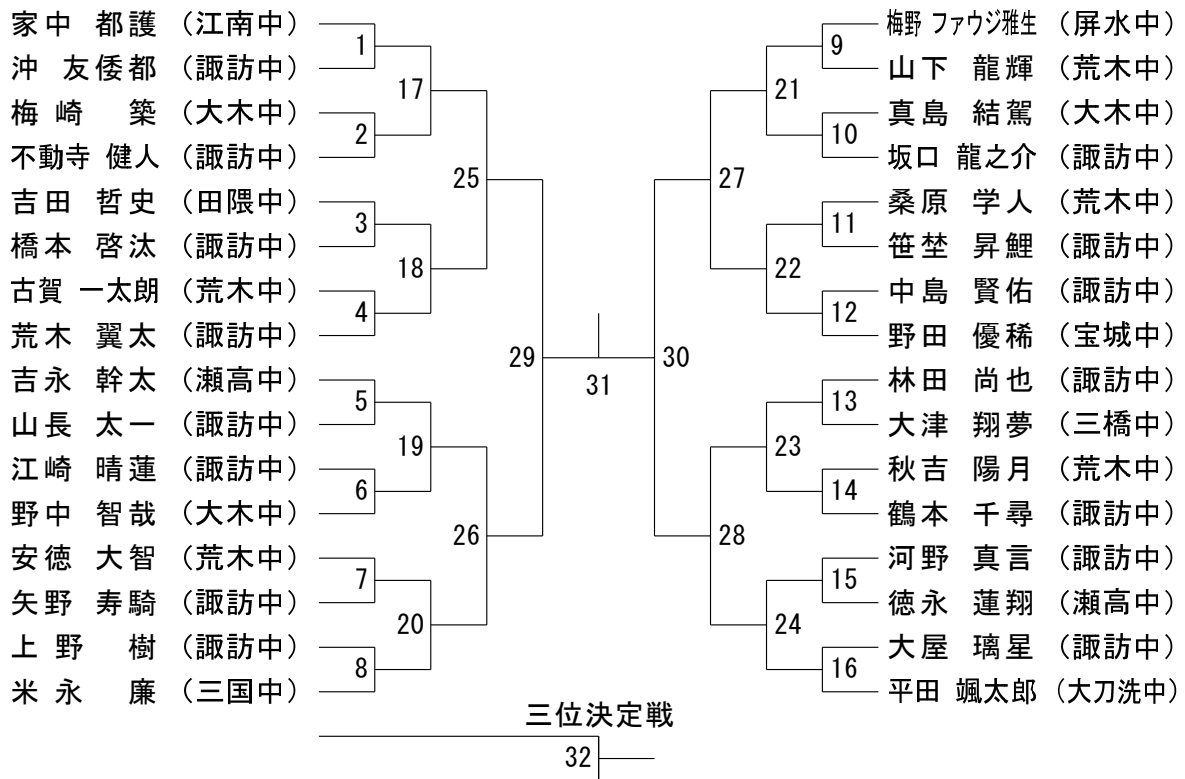 家中 都護 （江南中）
沖 友倭都 （諏訪中）
梅崎 築 （大木中）
不動寺 健人 （諏訪中）
吉田 哲史 （田隈中）
橋本 啓汰 （諏訪中）
古賀 一太朗 （荒木中）
荒木 翼太 （諏訪中）
吉永 幹太 （瀬高中）
山長 太一 （諏訪中）
江崎 晴蓮 （諏訪中）
野中 智哉 （大木中）
安徳 大智 （荒木中）
矢野 寿騎 （諏訪中）
上野 樹 （諏訪中）
米永 廉 （三国中）
1
2
3
4
5
6
7
8
17
18
19
20
25
26
29
31
30
27
28
21
22
23
24
9
10
11
12
13
14
15
16
梅野 ファウジ雅生 （屏水中）
山下 龍輝 （荒木中）
真島 結駕 （大木中）
坂口 龍之介 （諏訪中）
桑原 学人 （荒木中）
笹埜 昇鯉 （諏訪中）
中島 賢佑 （諏訪中）
野田 優稀 （宝城中）
林田 尚也 （諏訪中）
大津 翔夢 （三橋中）
秋吉 陽月 （荒木中）
鶴本 千尋 （諏訪中）
河野 真言 （諏訪中）
徳永 蓮翔 （瀬高中）
大屋 璃星 （諏訪中）
平田 颯太郎 （大刀洗中）
三位決定戦
32